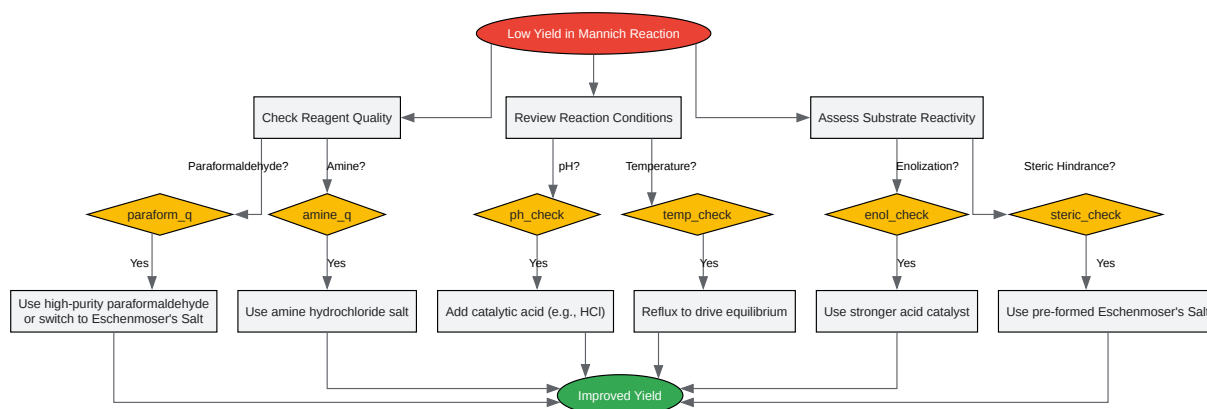 Low Yield in Mannich Reaction
Check Reagent Quality
Review Reaction Conditions
Assess Substrate Reactivity
Paraformaldehyde?
Amine?
pH?
Temperature?
Enolization?
Steric Hindrance?
paraform_q
amine_q
ph_check
temp_check
enol_check
steric_check
Yes
Yes
Yes
Yes
Yes
Yes
Use high-purity paraformaldehyde
or switch to Eschenmoser's Salt
Use amine hydrochloride salt
Add catalytic acid (e.g., HCl)
Reflux to drive equilibrium
Use stronger acid catalyst
Use pre-formed Eschenmoser's Salt
Improved Yield